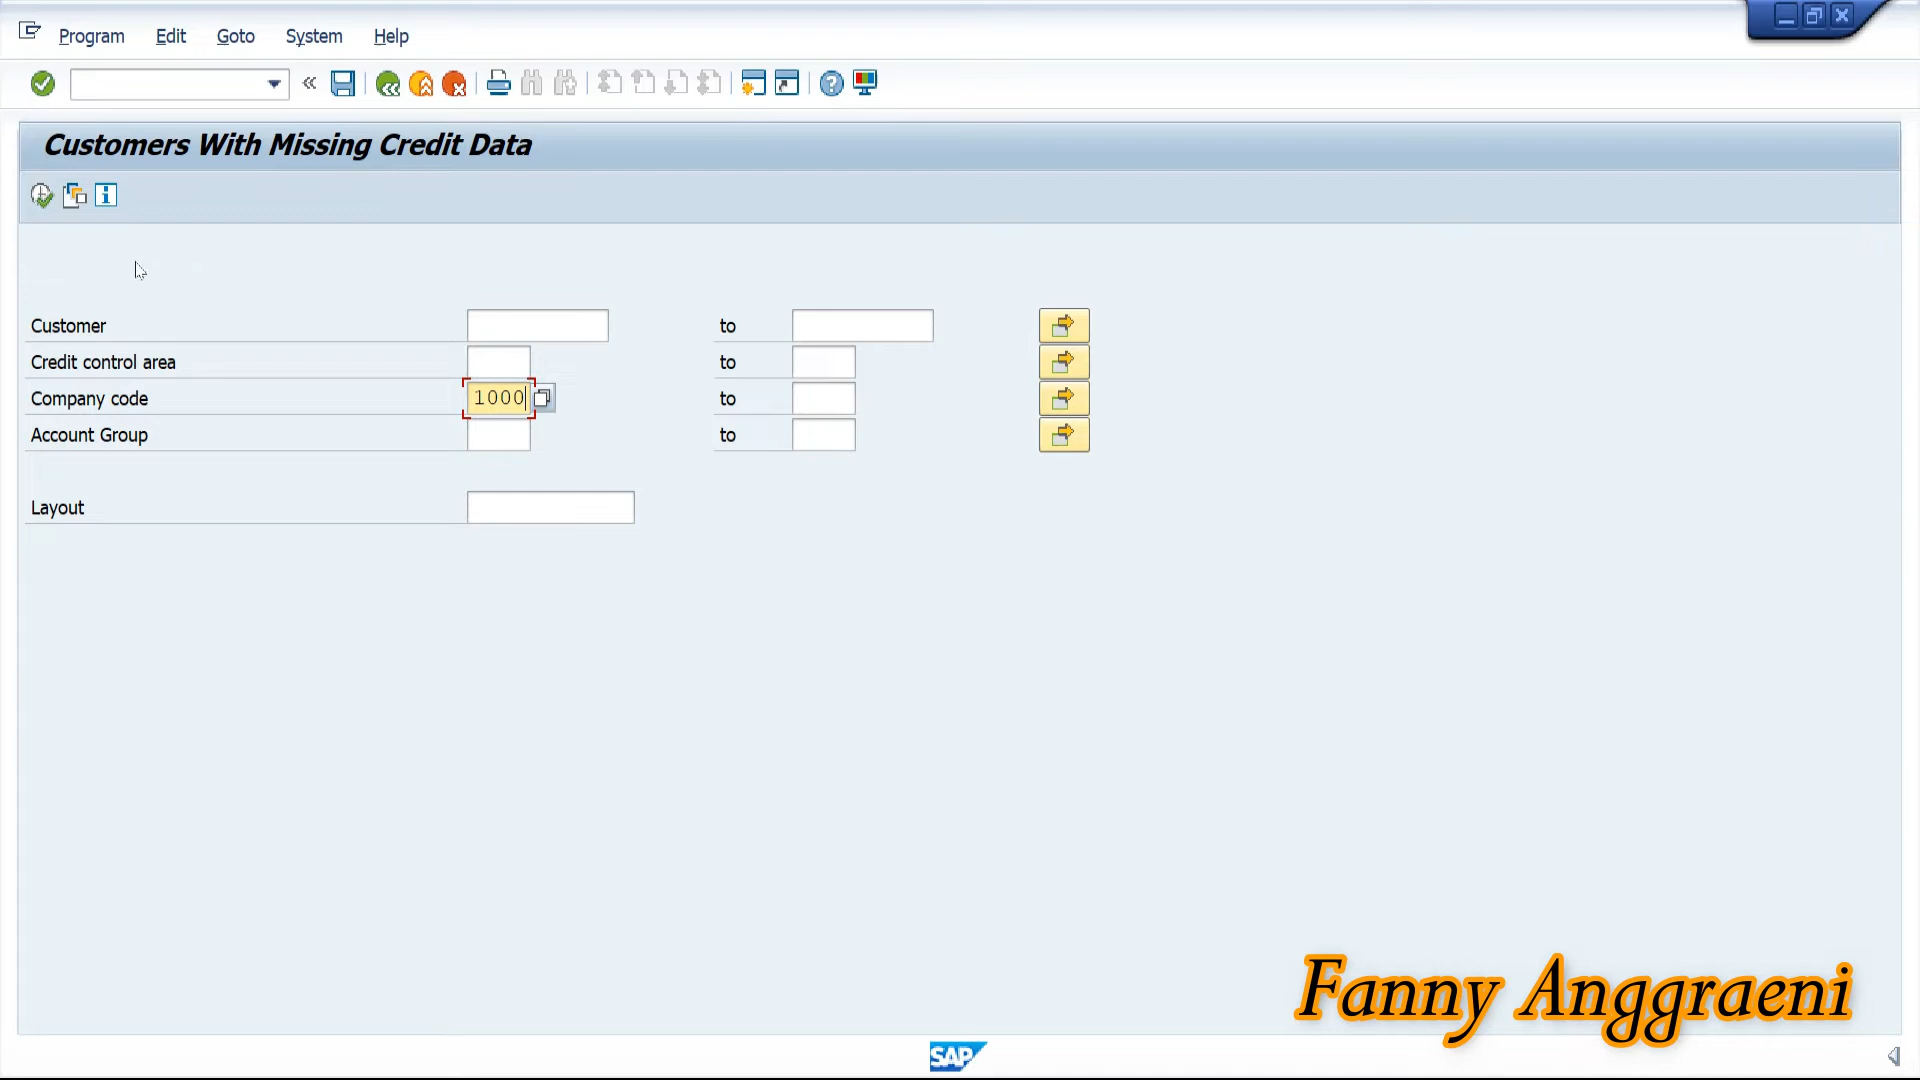 Program Edit Goto System Help
Customers With Missing Credit Data
Customer to
Credit control area to
Company code 1000 to
Account Group to
Layout
Fanny Anggraeni
SAP